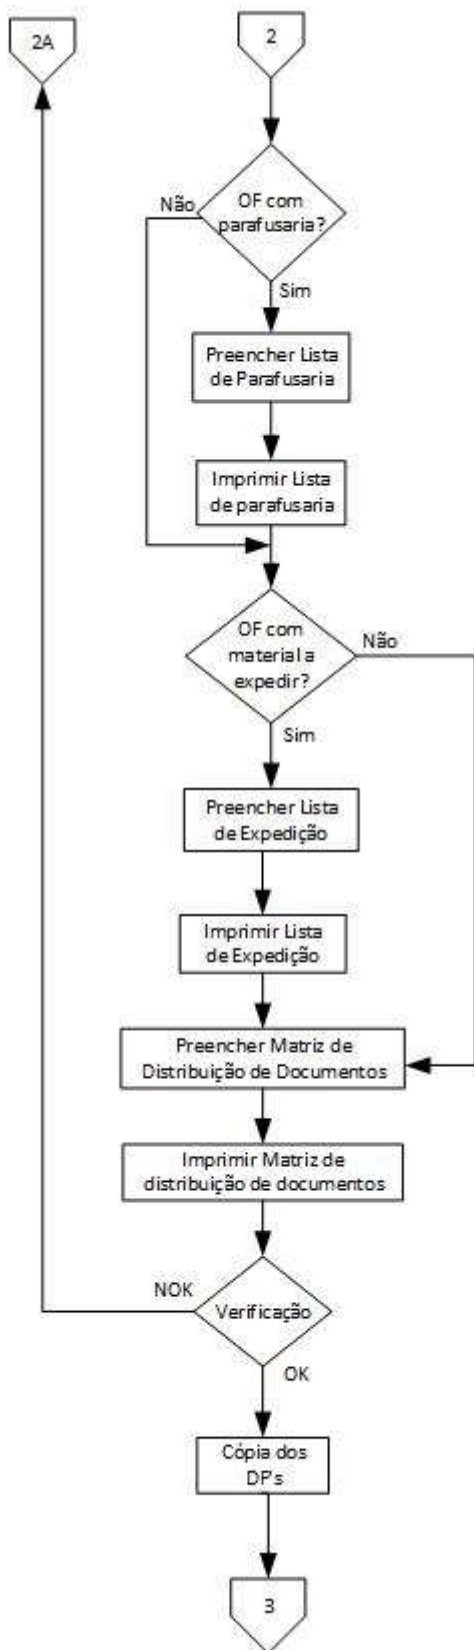 2A
2
OF com
parafusaria?
Não
Sim
Preencher Lista
de Parafusaria
Imprimir Lista
de parafusaria
OF com
material a
expedir?
Não
Sim
Preencher Lista
de Expedição
Imprimir Lista
de Expedição
Preencher Matriz de
Distribuição de Documentos
Imprimir Matriz de
distribuição de documentos
NOK
Verificação
OK
Cópia dos
DP's
3